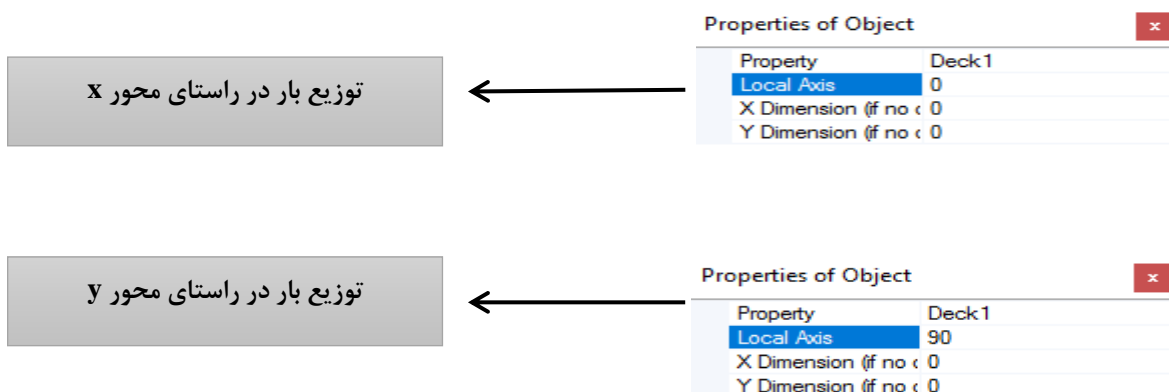 Properties of Object
Property Deck1
Local Axis 0
X Dimension (if no c 0
Y Dimension (if no c 0
توزیع بار در راستای محور x
Properties of Object
Property Deck1
Local Axis 90
X Dimension (if no c 0
Y Dimension (if no c 0
توزیع بار در راستای محور y